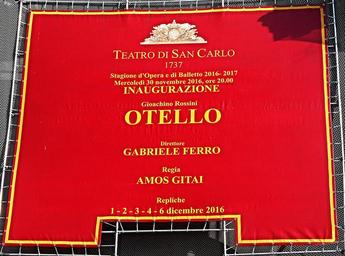 TEATRO DI SAN CARLO
1737
Stagione d'Opera e di Balletto 2016-2017
Mercoledì 30 novembre 2016, ore 20.00
INAUGURAZIONE
Gioachino Rossini
OTELLO
Direttore
GABRIELE FERRO
Regia
AMOS GITAI
Repliche
1 - 2 - 3 - 4 - 6 dicembre 2016